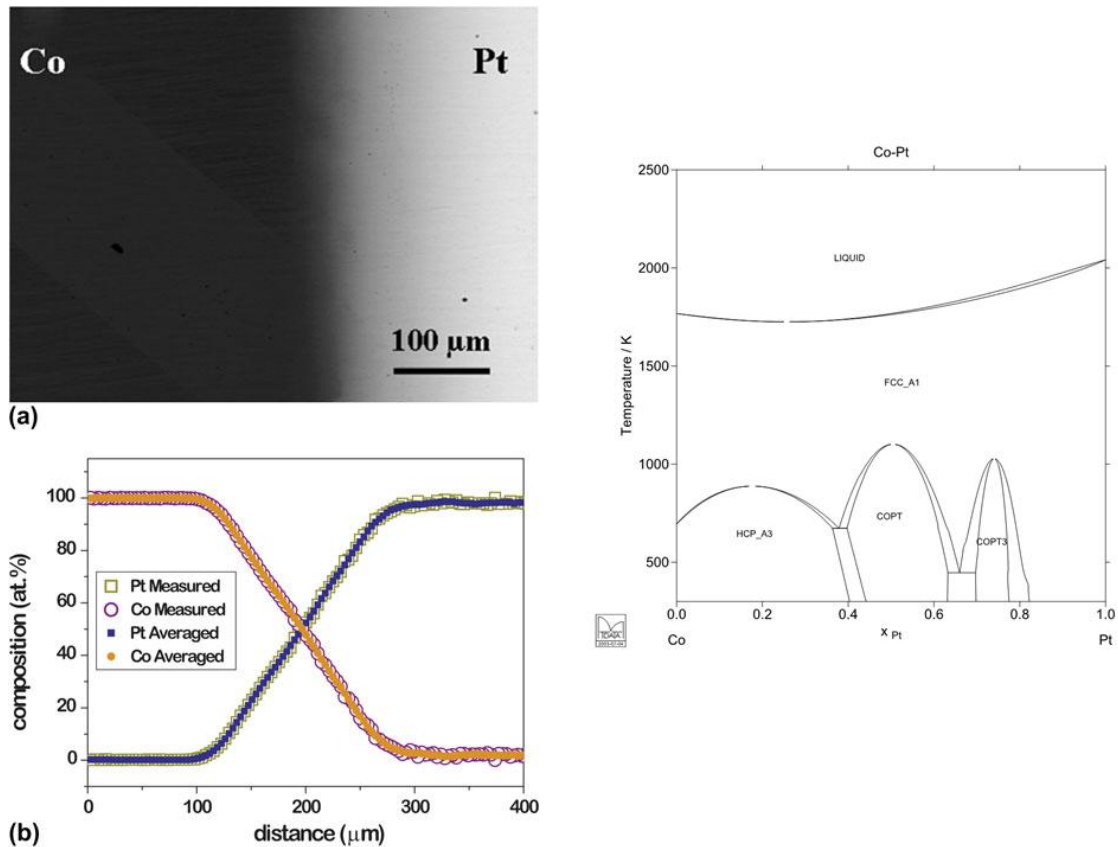 Co
Pt
100 μm
(a)
composition (at.%)
100
80
60
40
20
0
Pt Measured
Co Measured
Pt Averaged
Co Averaged
0 100 200 300 400
distance (μm)
(b)
Co-Pt
Temperature / K
2500
2000
1500
1000
500
LIQUID
FCC_A1
HCP_A3
COPT
COPT3
0.0 0.2 0.4 0.6 0.8 1.0
Co
x Pt
Pt